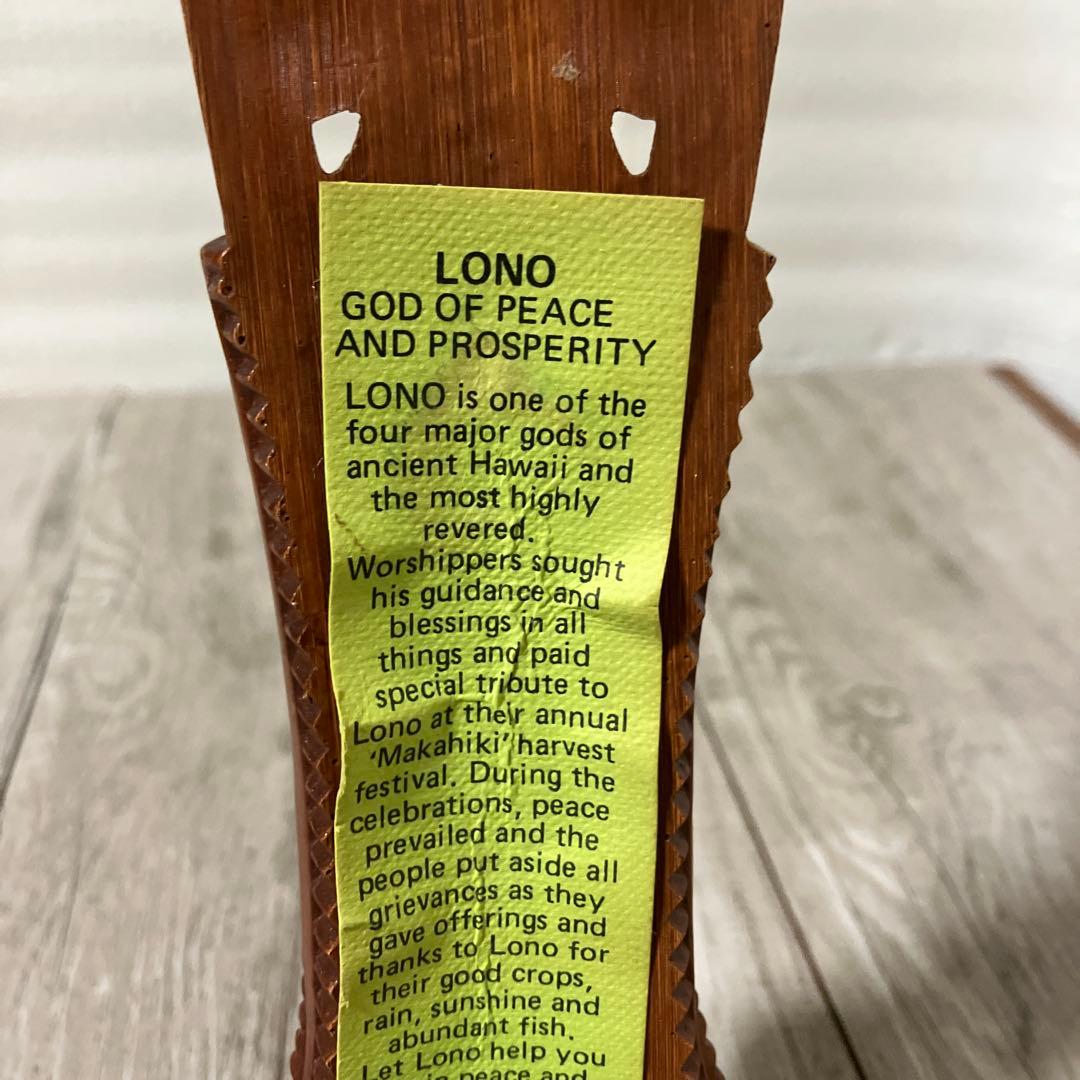 LONO
GOD OF PEACE
AND PROSPERITY
LONO is one of the
four major gods of
ancient Hawaii and
the most highly
revered.
Worshippers sought
his guidance and
blessings in all
things and paid
special tribute to
Lono at their annual
‘Makahiki’ harvest
festival. During the
celebrations, peace
prevailed and the
people put aside all
grievances as they
gave offerings and
thanks to Lono for
their good crops,
rain, sunshine and
abundant fish.
Let Lono help you
in peace and